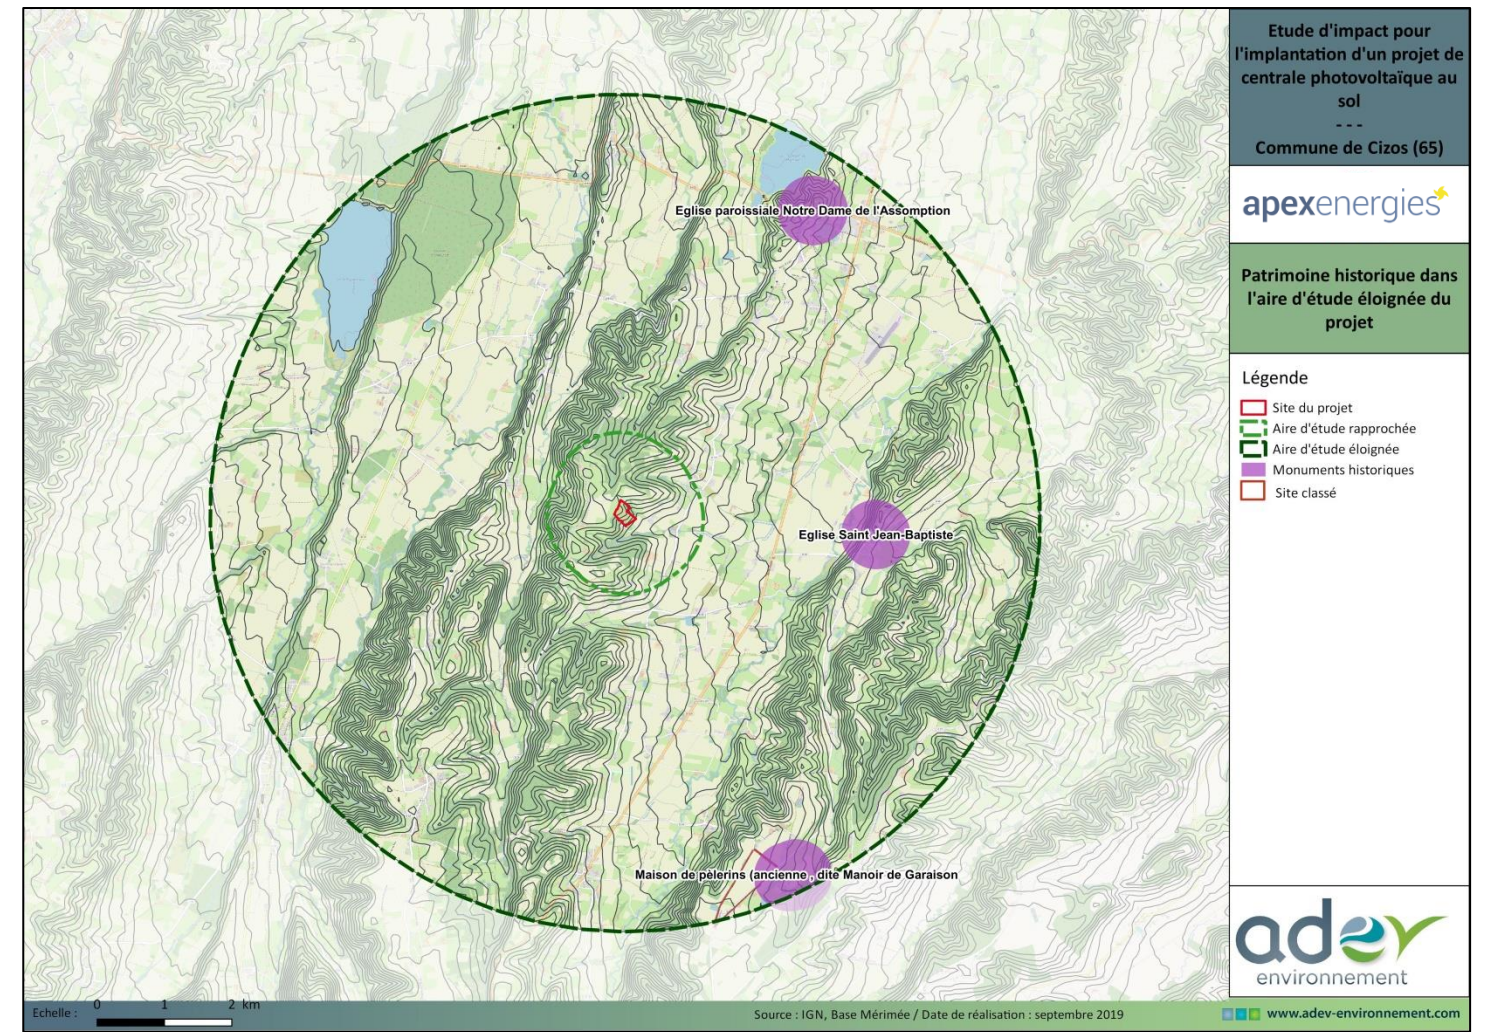 Etude d'impact pour
l'implantation d'un projet de
centrale photovoltaïque au
sol
- - -
Commune de Cizos (65)
apexenergies
Patrimoine historique dans
l'aire d'étude éloignée du
projet
Légende
Site du projet
Aire d'étude rapprochée
Aire d'étude éloignée
Monuments historiques
Site classé
Eglise paroissiale Notre Dame de l'Assomption
Eglise Saint Jean-Baptiste
Maison de pèlerins (ancienne , dite Manoir de Garaison
adev
environnement
Echelle :
0 1 2 km
Source : IGN, Base Mérimée / Date de réalisation : septembre 2019
www.adev-environnement.com